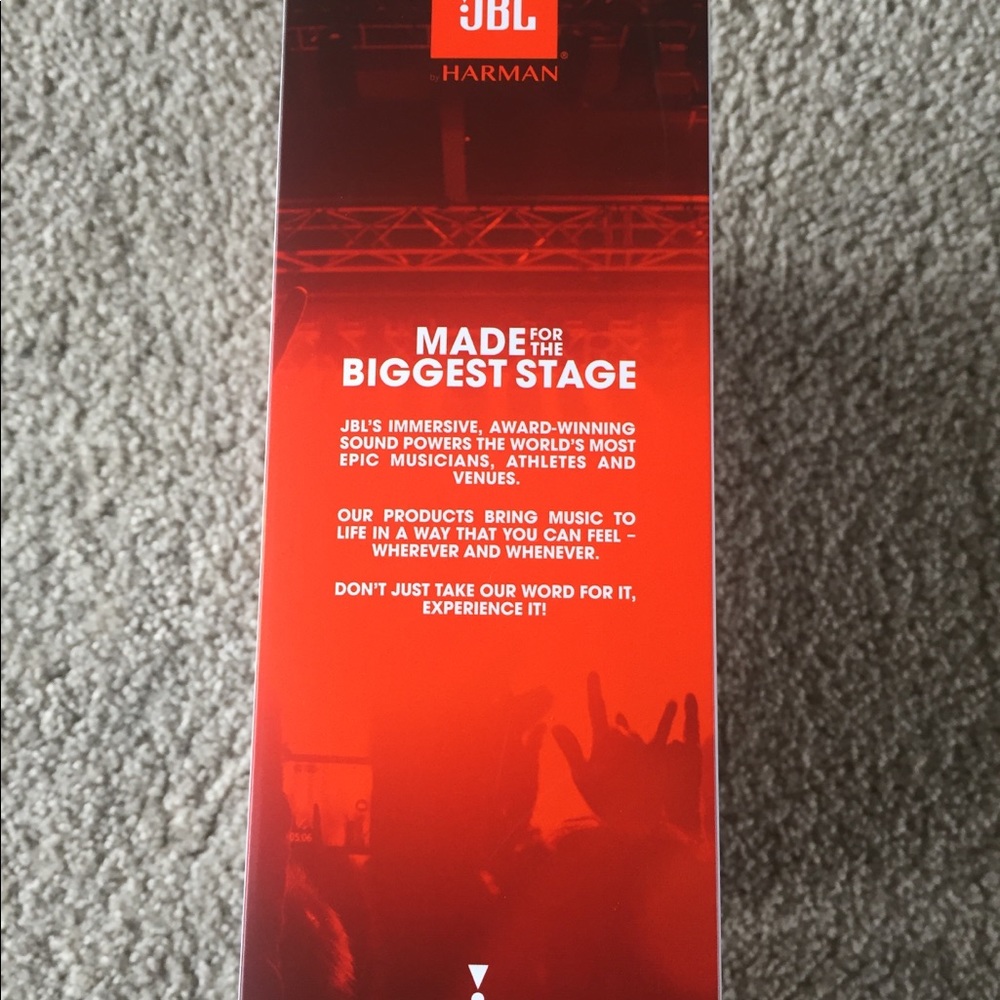 JBL
by HARMAN®
MADE FOR THE
BIGGEST STAGE
JBL'S IMMERSIVE, AWARD-WINNING
SOUND POWERS THE WORLD'S MOST
EPIC MUSICIANS, ATHLETES AND
VENUES.
OUR PRODUCTS BRING MUSIC TO
LIFE IN A WAY THAT YOU CAN FEEL –
WHEREVER AND WHENEVER.
DON'T JUST TAKE OUR WORD FOR IT,
EXPERIENCE IT!
05:06